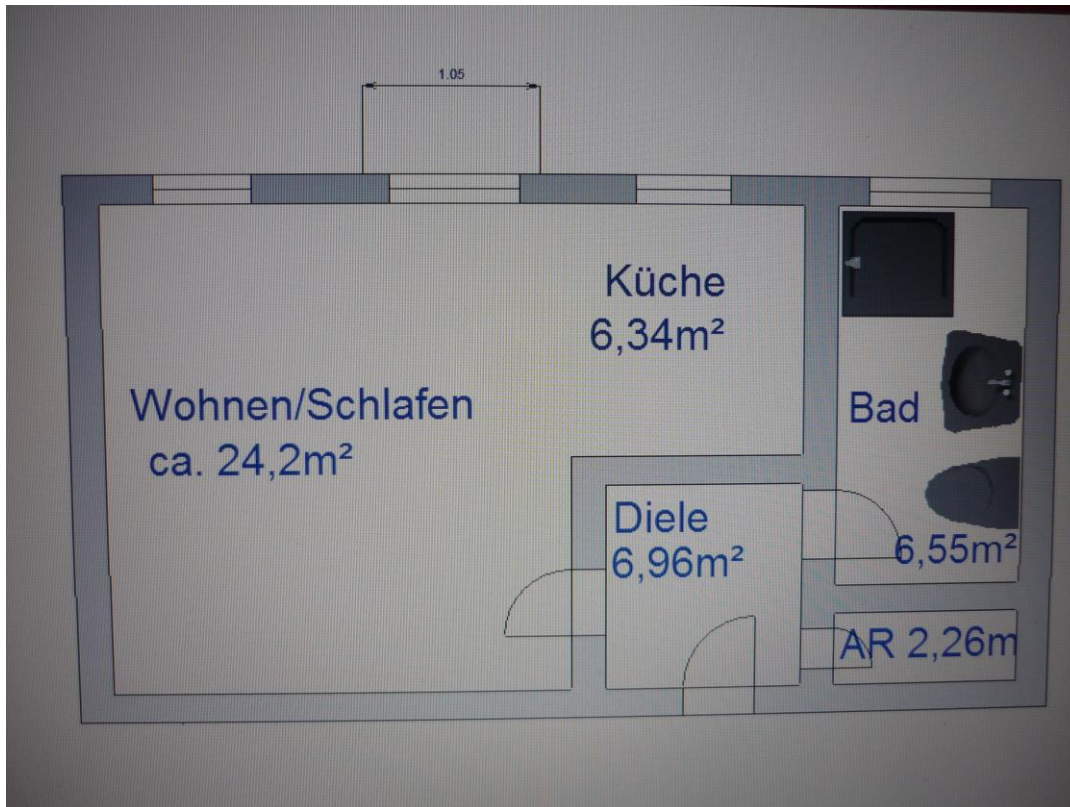 1.05
Küche
6,34m²
Wohnen/Schlafen
ca. 24,2m²
Bad
Diele
6,96m²
6,55m²
AR 2,26m